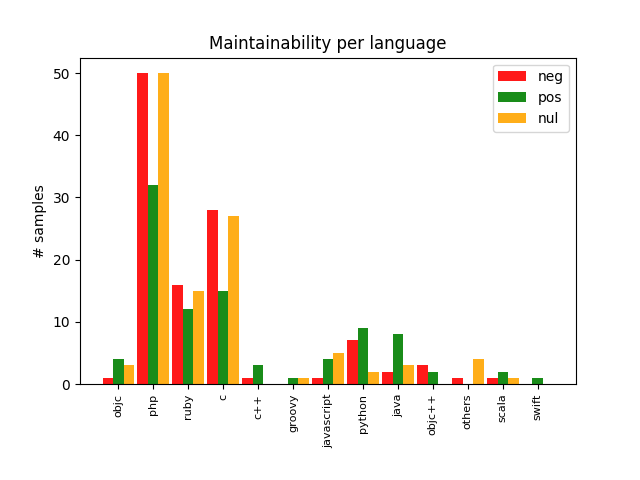 Maintainability per language
# samples
50
40
30
20
10
0
neg
pos
nul
objc
php
ruby
c
c++
groovy
javascript
python
java
objc++
others
scala
swift